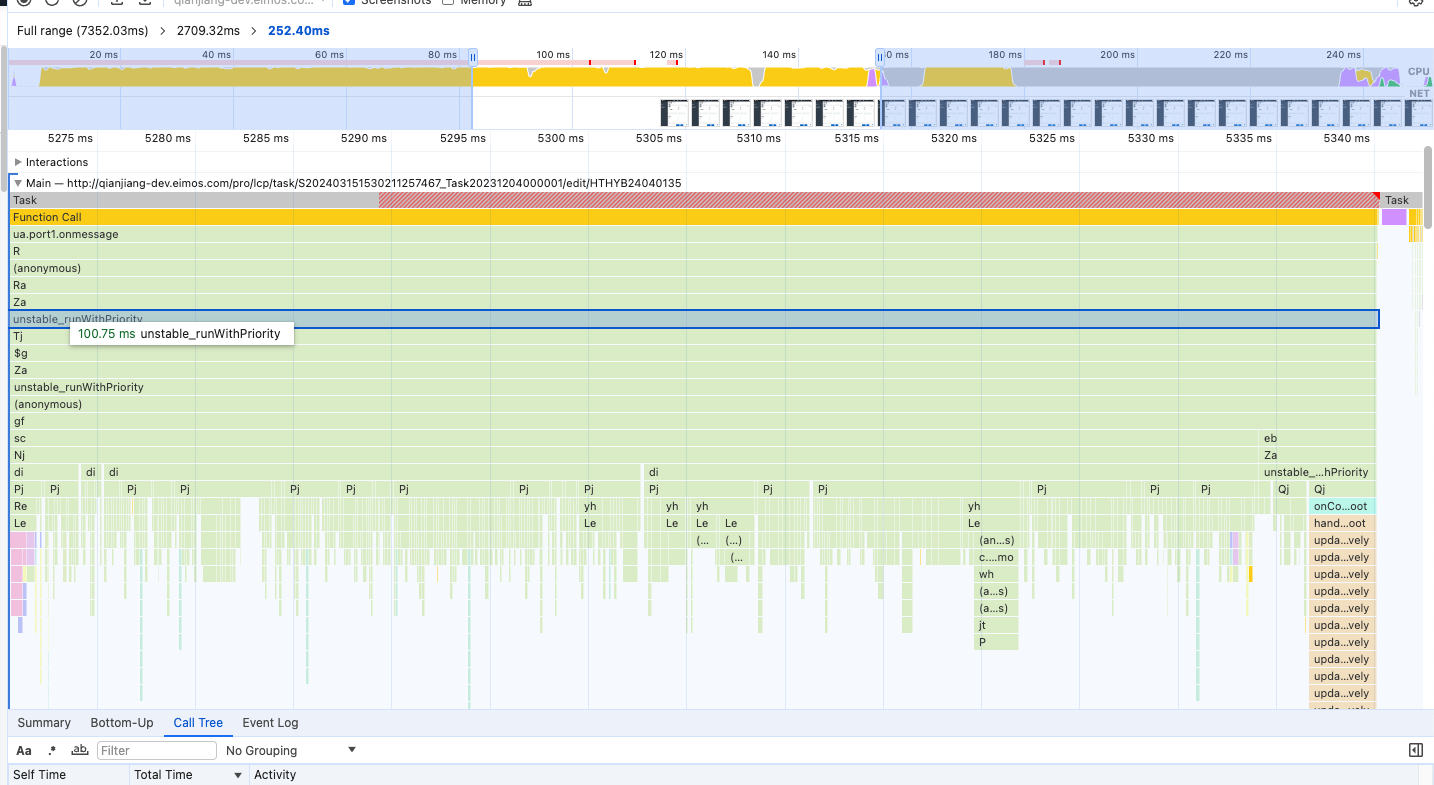 qianjiang-dev.eimos.co... Screenshots Memory
Full range (7352.03ms) > 2709.32ms > 252.40ms
20 ms 40 ms 60 ms 80 ms 100 ms 120 ms 140 ms 180 ms 200 ms 220 ms 240 ms
CPU
NET
5275 ms 5280 ms 5285 ms 5290 ms 5295 ms 5300 ms 5305 ms 5310 ms 5315 ms 5320 ms 5325 ms 5330 ms 5335 ms 5340 ms
Interactions
Main — http://qianjiang-dev.eimos.com/pro/lcp/task/S202403151530211257467_Task20231204000001/edit/HTHYB24040135
Task Task
Function Call
ua.port1.onmessage
R
(anonymous)
Ra
Za
unstable_runWithPriority
100.75 ms unstable_runWithPriority
Tj
$g
Za
unstable_runWithPriority
(anonymous)
gf
sc eb
Nj Za
di di di di unstable_...hPriority
Pj Pj Pj Pj Pj Pj Pj Pj Pj Pj Pj Pj Pj Pj Pj Qj Qj
Re yh yh yh yh onCo...oot
Le Le Le Le Le Le hand...oot
(... (...) (an...s) upda...vely
(... c....mo upda...vely
wh upda...vely
(a...s) upda...vely
(a...s) upda...vely
jt upda...vely
P upda...vely
upda...vely
upda...vely
upda...vely
Summary Bottom-Up Call Tree Event Log
Aa .* ab Filter No Grouping
Self Time Total Time Activity